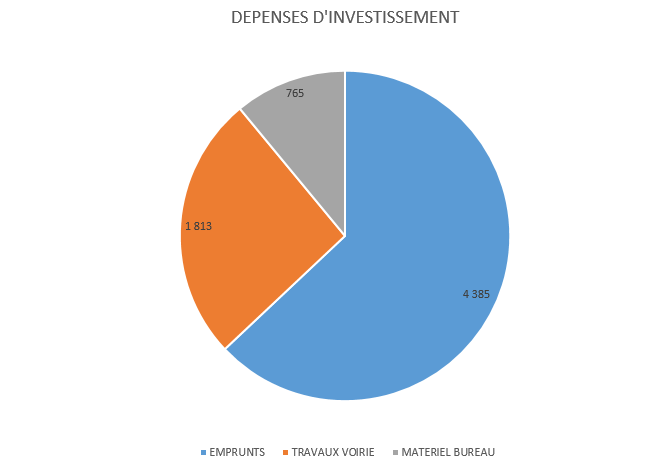 DEPENSES D'INVESTISSEMENT
765
1 813
4 385
EMPRUNTS TRAVAUX VOIRIE MATERIEL BUREAU